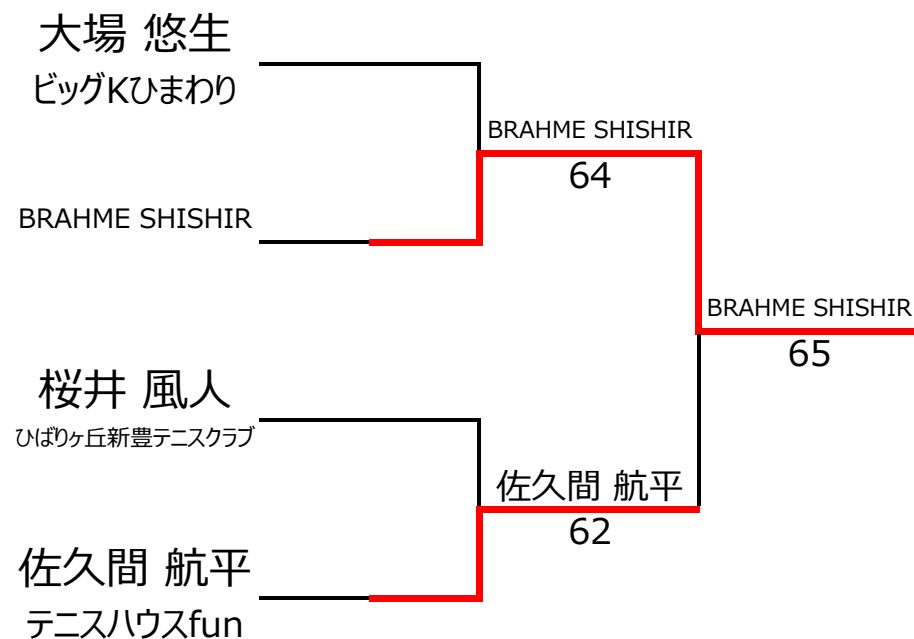 大場 悠生
ビッグKひまわり
BRAHME SHISHIR
64
BRAHME SHISHIR
BRAHME SHISHIR
65
桜井 風人
ひばりヶ丘新豊テニスクラブ
佐久間 航平
62
佐久間 航平
テニスハウスfun